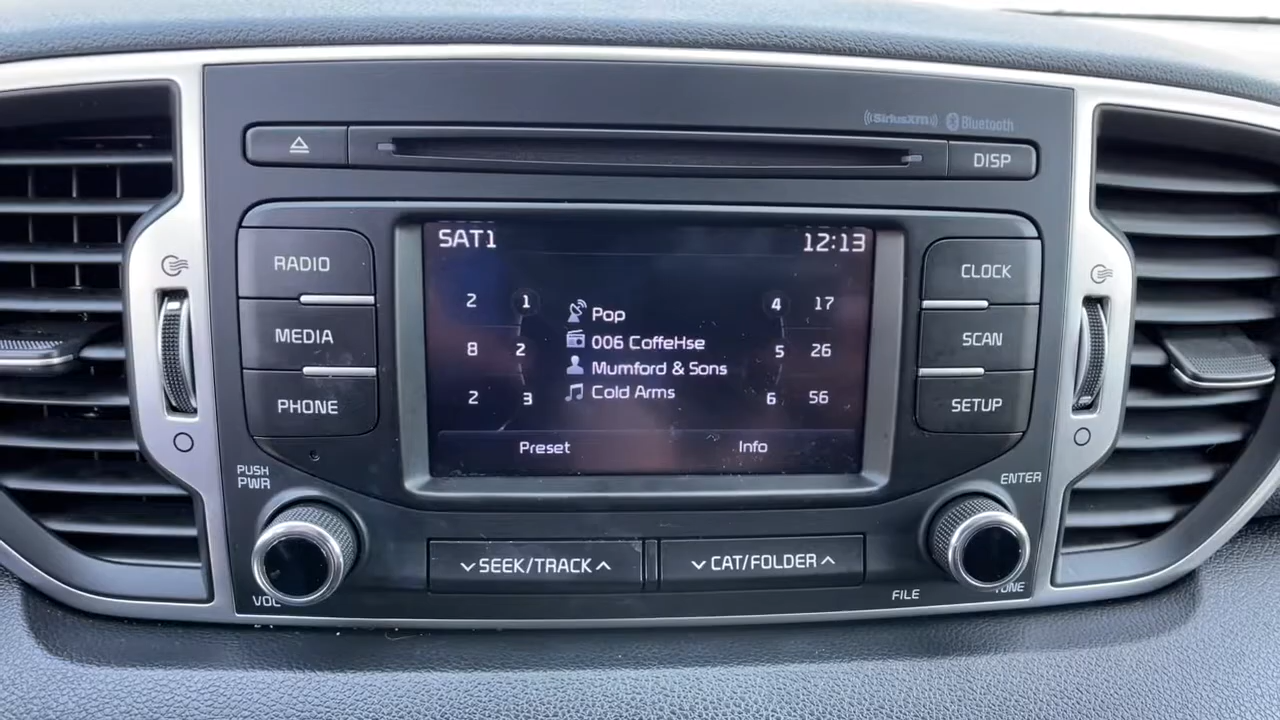 ((SiriusXM)) Bluetooth
DISP
RADIO
MEDIA
PHONE
SAT1 12:13
2 1 Pop 4 17
8 2 006 CoffeHse 5 26
Mumford & Sons
2 3 Cold Arms 6 56
Preset Info
CLOCK
SCAN
SETUP
PUSH
PWR
ENTER
SEEK/TRACK
CAT/FOLDER
VOL
FILE
TUNE